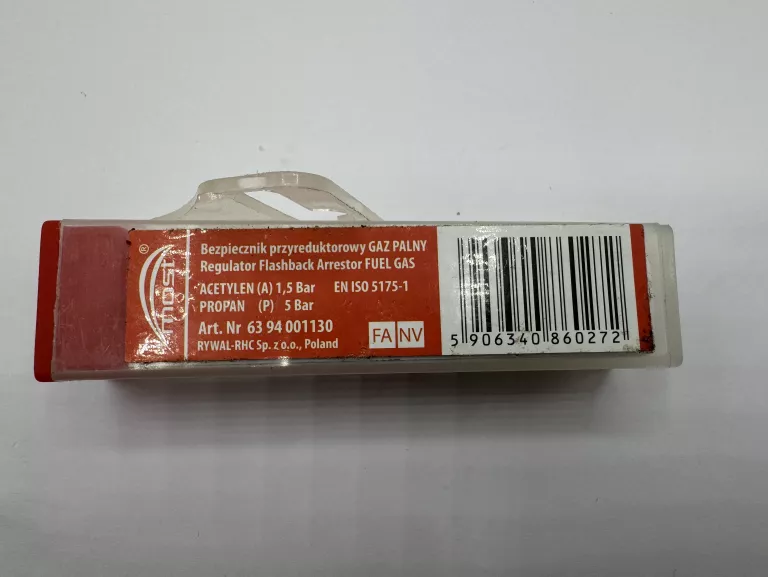 most®
Bezpiecznik przyreduktorowy GAZ PALNY
Regulator Flashback Arrestor FUEL GAS
ACETYLEN (A) 1,5 Bar EN ISO 5175-1
PROPAN (P) 5 Bar
Art. Nr 63 94 001130
RYWAL-RHC Sp. z o.o., Poland
FA NV
5 906340 860272